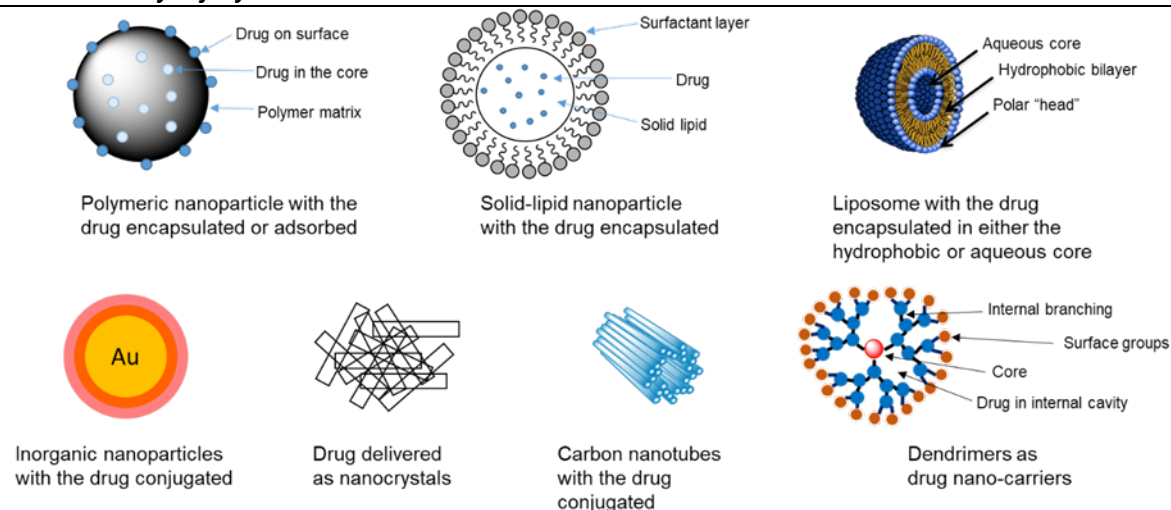 Drug on surface
Drug in the core
Polymer matrix
Surfactant layer
Drug
Solid lipid
Aqueous core
Hydrophobic bilayer
Polar “head”
Polymeric nanoparticle with the
drug encapsulated or adsorbed
Solid-lipid nanoparticle
with the drug encapsulated
Liposome with the drug
encapsulated in either the
hydrophobic or aqueous core
Au
Internal branching
Surface groups
Core
Drug in internal cavity
Inorganic nanoparticles
with the drug conjugated
Drug delivered
as nanocrystals
Carbon nanotubes
with the drug
conjugated
Dendrimers as
drug nano-carriers